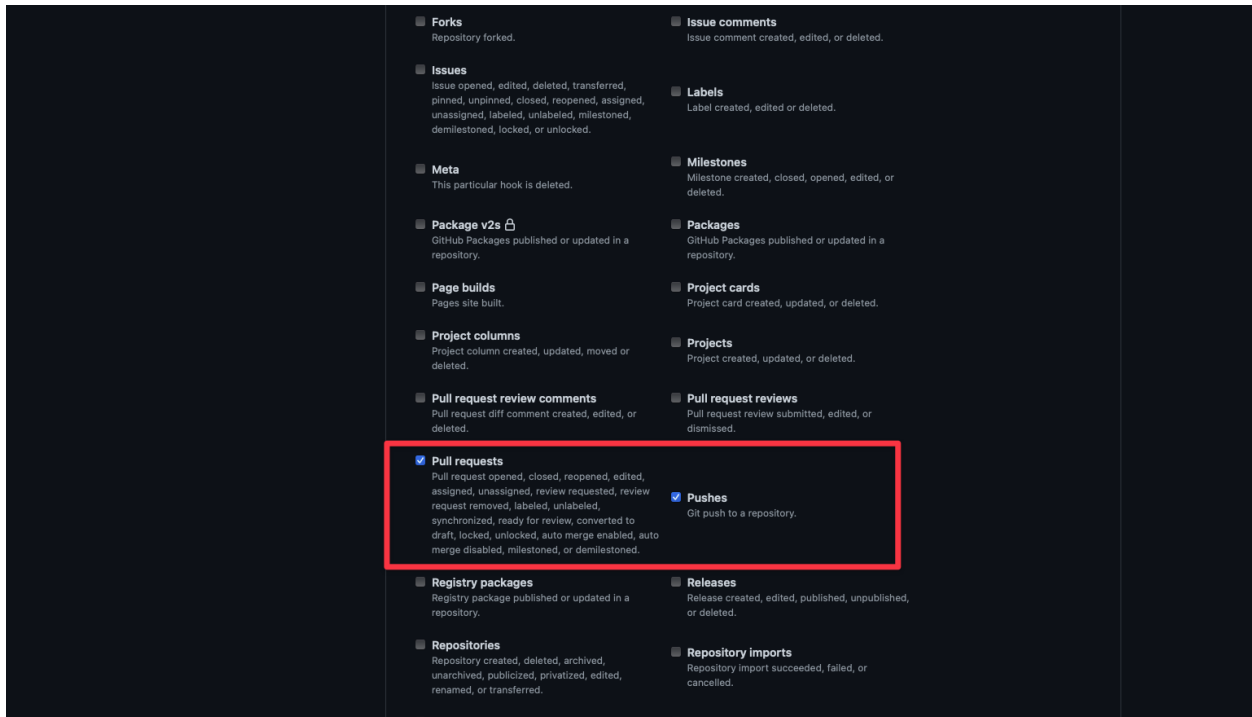 Forks
Repository forked.
Issue comments
Issue comment created, edited, or deleted.
Issues
Issue opened, edited, deleted, transferred,
pinned, unpinned, closed, reopened, assigned,
unassigned, labeled, unlabeled, milestoned,
demilestoned, locked, or unlocked.
Labels
Label created, edited or deleted.
Meta
This particular hook is deleted.
Milestones
Milestone created, closed, opened, edited, or
deleted.
Package v2s
GitHub Packages published or updated in a
repository.
Packages
GitHub Packages published or updated in a
repository.
Page builds
Pages site built.
Project cards
Project card created, updated, or deleted.
Project columns
Project column created, updated, moved or
deleted.
Projects
Project created, updated, or deleted.
Pull request review comments
Pull request diff comment created, edited, or
deleted.
Pull request reviews
Pull request review submitted, edited, or
dismissed.
Pull requests
Pull request opened, closed, reopened, edited,
assigned, unassigned, review requested, review
request removed, labeled, unlabeled,
synchronized, ready for review, converted to
draft, locked, unlocked, auto merge enabled, auto
merge disabled, milestoned, or demilestoned.
Pushes
Git push to a repository.
Registry packages
Registry package published or updated in a
repository.
Releases
Release created, edited, published, unpublished,
or deleted.
Repositories
Repository created, deleted, archived,
unarchived, publicized, privatized, edited,
renamed, or transferred.
Repository imports
Repository import succeeded, failed, or
cancelled.